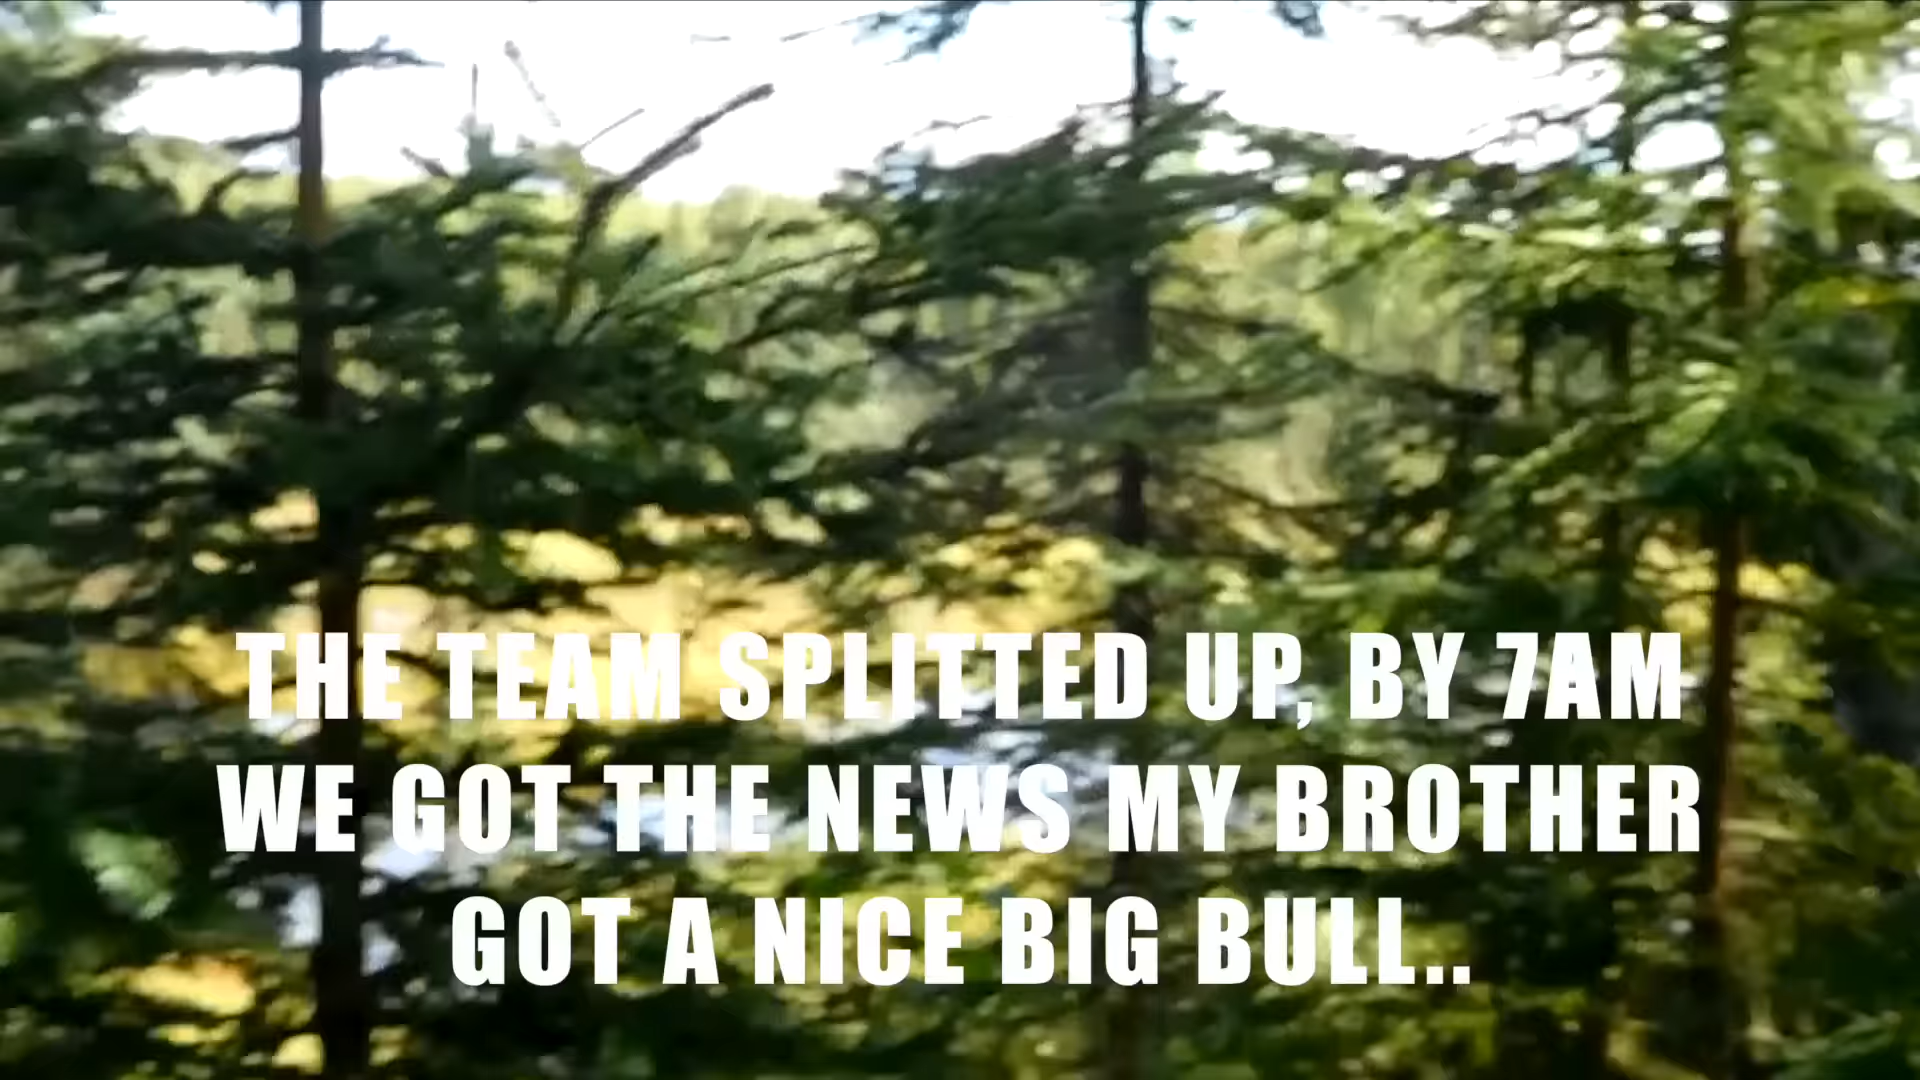 THE TEAM SPLITTED UP, BY 7AM
WE GOT THE NEWS MY BROTHER
GOT A NICE BIG BULL..